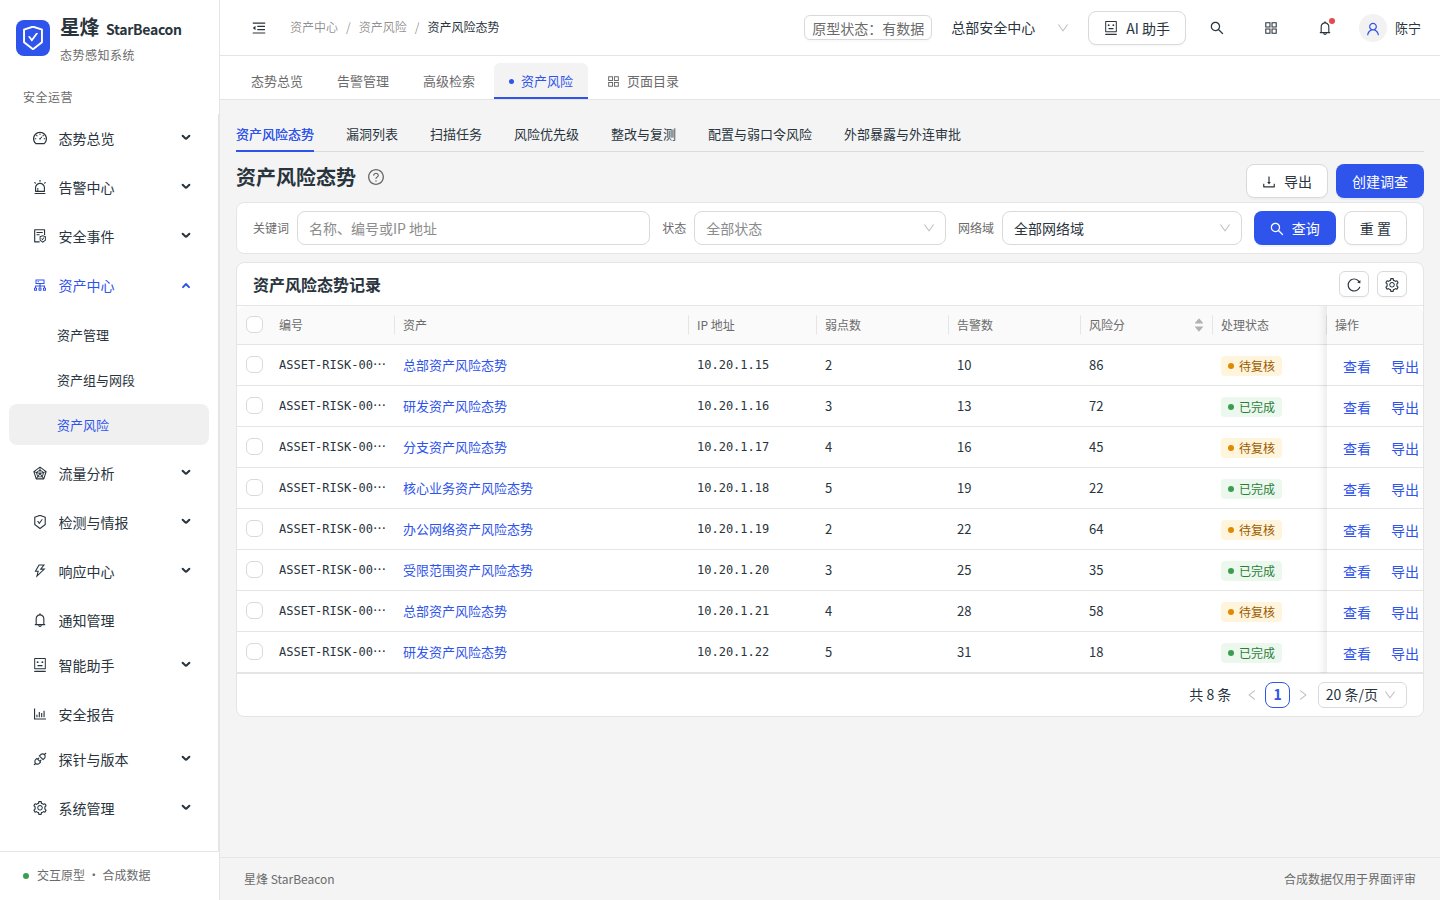 星烽 StarBeacon
态势感知系统
安全运营
态势总览
告警中心
安全事件
资产中心
资产管理
资产组与网段
资产风险
流量分析
检测与情报
响应中心
通知管理
智能助手
安全报告
探针与版本
系统管理
交互原型 · 合成数据
资产中心 / 资产风险 / 资产风险态势
原型状态：有数据
总部安全中心
AI 助手
陈宁
态势总览 告警管理 高级检索 资产风险 页面目录
资产风险态势 漏洞列表 扫描任务 风险优先级 整改与复测 配置与弱口令风险 外部暴露与外连审批
资产风险态势
导出 创建调查
关键词 名称、编号或IP 地址 状态 全部状态 网络域 全部网络域 查询 重 置
资产风险态势记录
编号 资产 IP 地址 弱点数 告警数 风险分 处理状态 操作
ASSET-RISK-00··· 总部资产风险态势 10.20.1.15 2 10 86 待复核 查看 导出
ASSET-RISK-00··· 研发资产风险态势 10.20.1.16 3 13 72 已完成 查看 导出
ASSET-RISK-00··· 分支资产风险态势 10.20.1.17 4 16 45 待复核 查看 导出
ASSET-RISK-00··· 核心业务资产风险态势 10.20.1.18 5 19 22 已完成 查看 导出
ASSET-RISK-00··· 办公网络资产风险态势 10.20.1.19 2 22 64 待复核 查看 导出
ASSET-RISK-00··· 受限范围资产风险态势 10.20.1.20 3 25 35 已完成 查看 导出
ASSET-RISK-00··· 总部资产风险态势 10.20.1.21 4 28 58 待复核 查看 导出
ASSET-RISK-00··· 研发资产风险态势 10.20.1.22 5 31 18 已完成 查看 导出
共 8 条 1 20 条/页
星烽 StarBeacon
合成数据仅用于界面评审